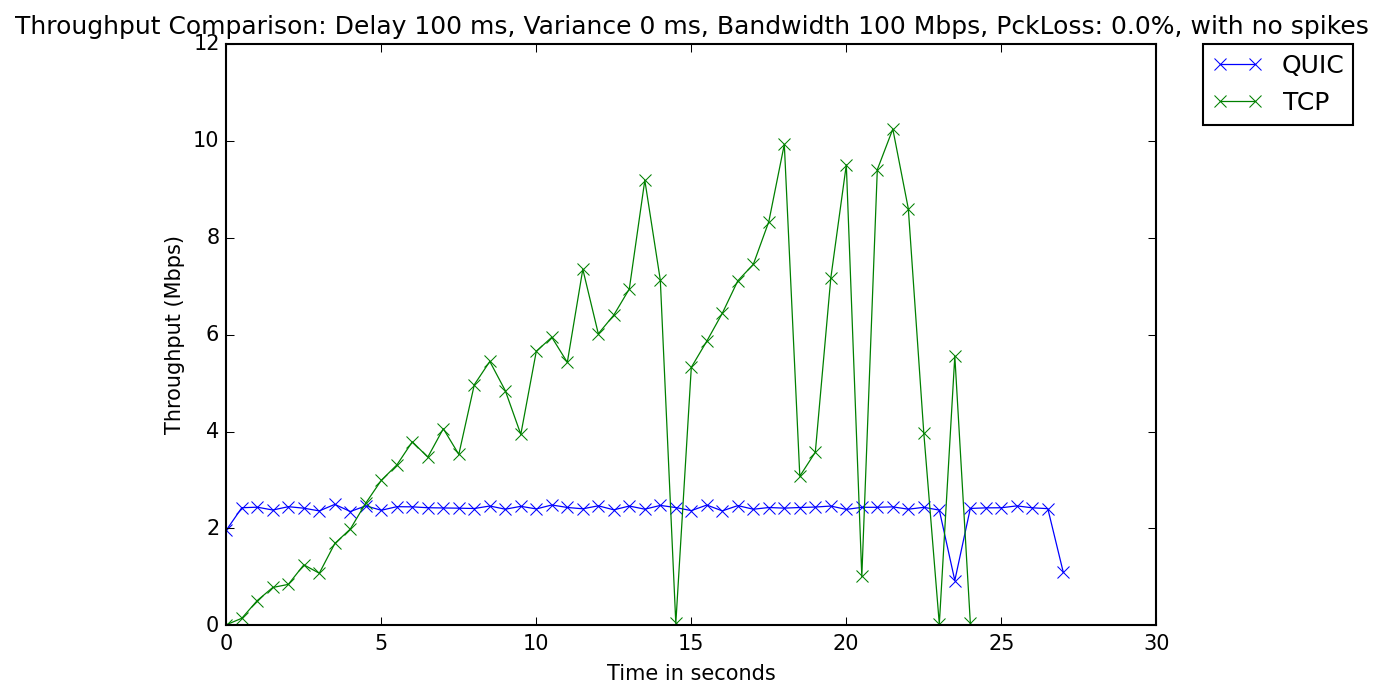 Throughput Comparison: Delay 100 ms, Variance 0 ms, Bandwidth 100 Mbps, PckLoss: 0.0%, with no spikes
12
10
8
6
4
2
0
Throughput (Mbps)
0 5 10 15 20 25 30
Time in seconds
QUIC
TCP